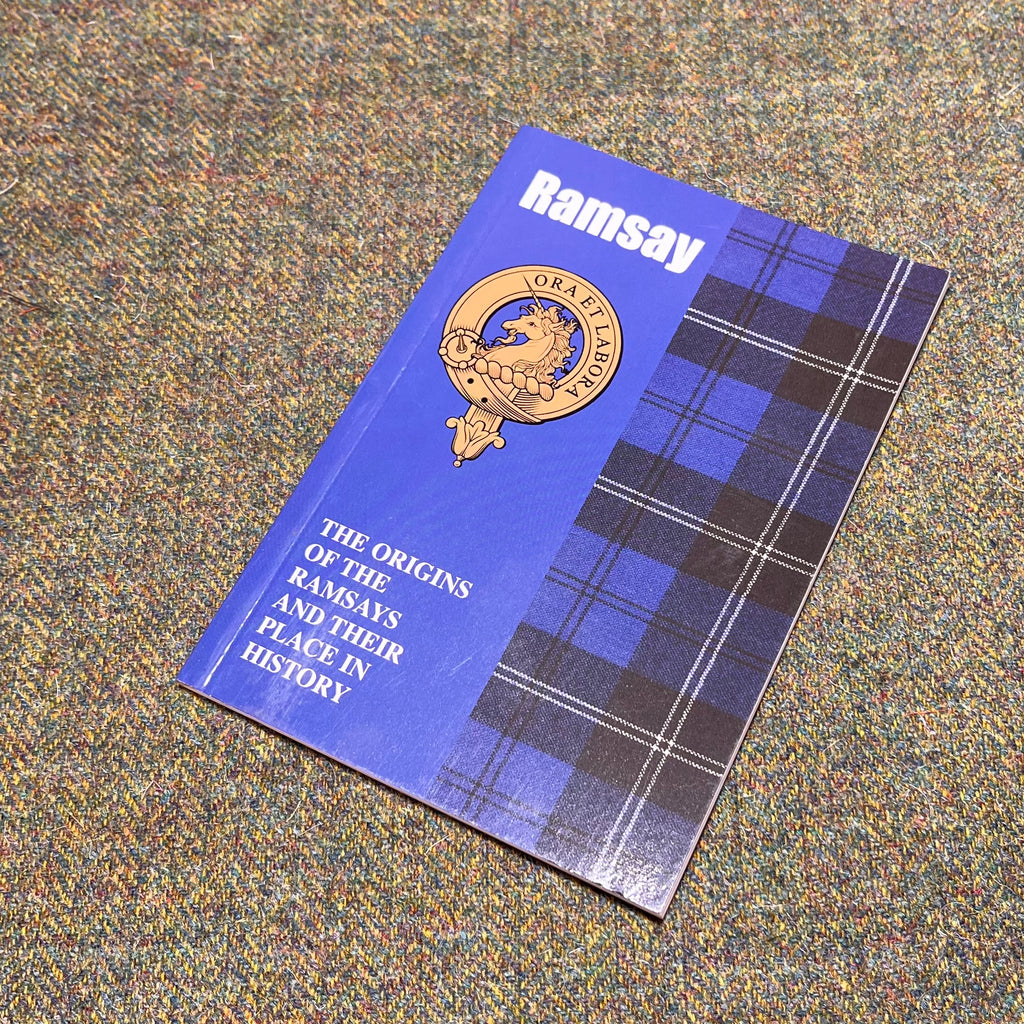 Ramsay
ORA ET LABORA
THE ORIGINS
OF THE
RAMSAYS
AND THEIR
PLACE IN
HISTORY